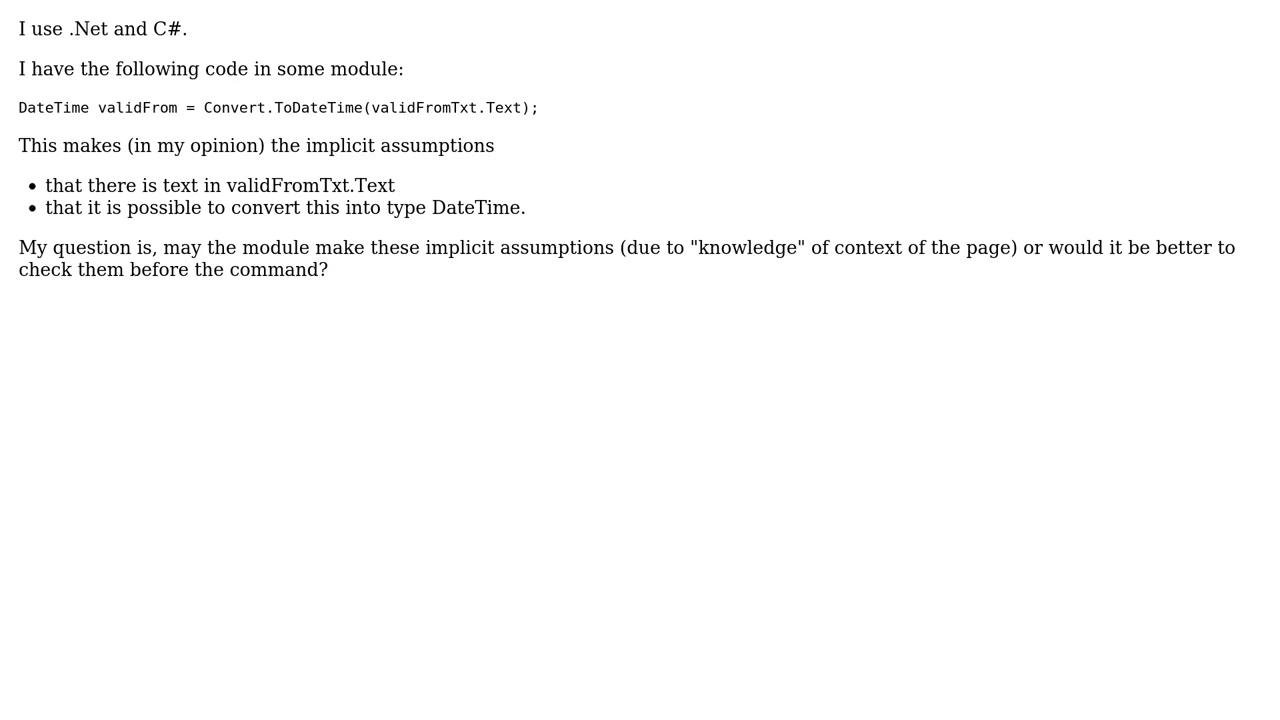 I use .Net and C#.
I have the following code in some module:
DateTime validFrom = Convert.ToDateTime(validFromTxt.Text);
This makes (in my opinion) the implicit assumptions
• that there is text in validFromTxt.Text
• that it is possible to convert this into type DateTime.
My question is, may the module make these implicit assumptions (due to "knowledge" of context of the page) or would it be better to
check them before the command?